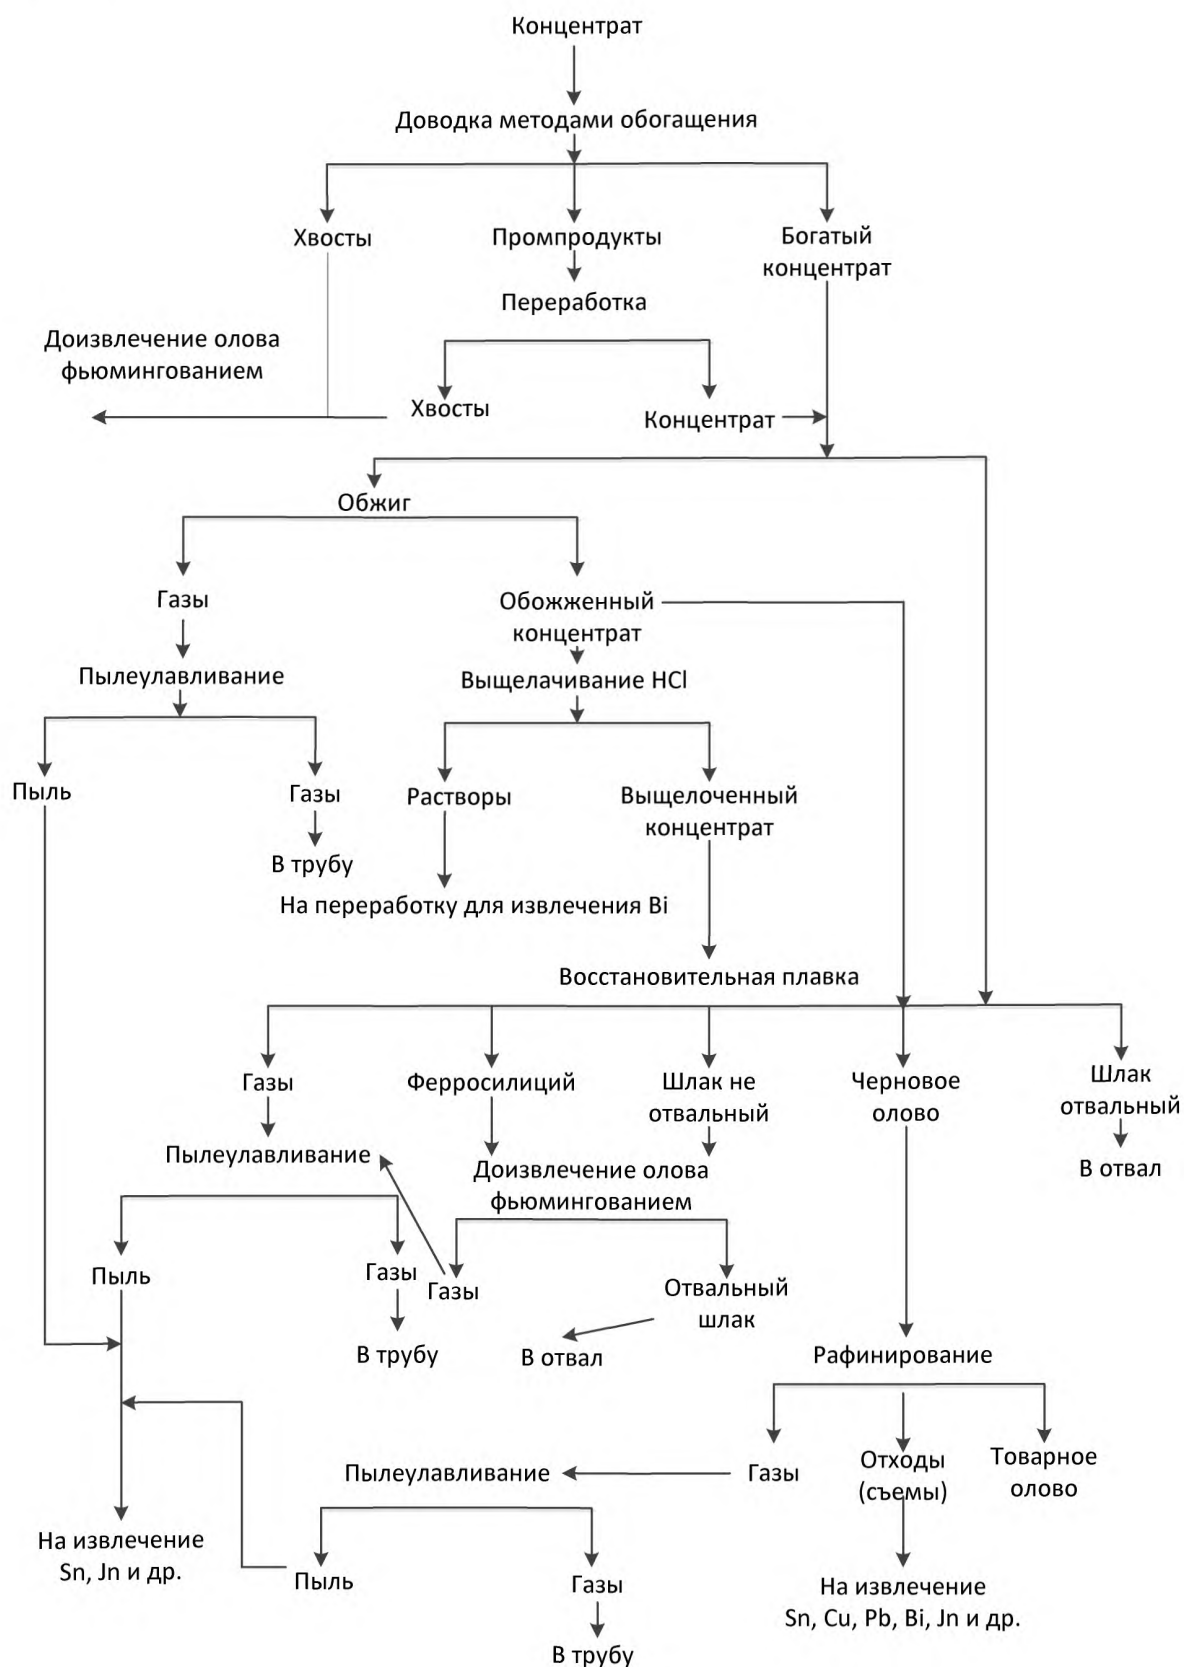 Концентрат
Доводка методами обогащения
Хвосты
Промпродукты
Богатый
концентрат
Переработка
Доизвлечение олова
фьюмингованием
Хвосты
Концентрат
Обжиг
Газы
Обожженный
концентрат
Пылеулавливание
Выщелачивание HCl
Пыль
Газы
Растворы
Выщелоченный
концентрат
В трубу
На переработку для извлечения Bi
Восстановительная плавка
Газы
Ферросилиций
Шлак не
отвальный
Черновое
олово
Шлак
отвальный
Пылеулавливание
Доизвлечение олова
фьюмингованием
В отвал
Пыль
Газы
Газы
Отвальный
шлак
В трубу
В отвал
Рафинирование
Пылеулавливание
Газы
Отходы
(съемы)
Товарное
олово
На извлечение
Sn, Jn и др.
Пыль
Газы
На извлечение
Sn, Cu, Pb, Bi, Jn и др.
В трубу